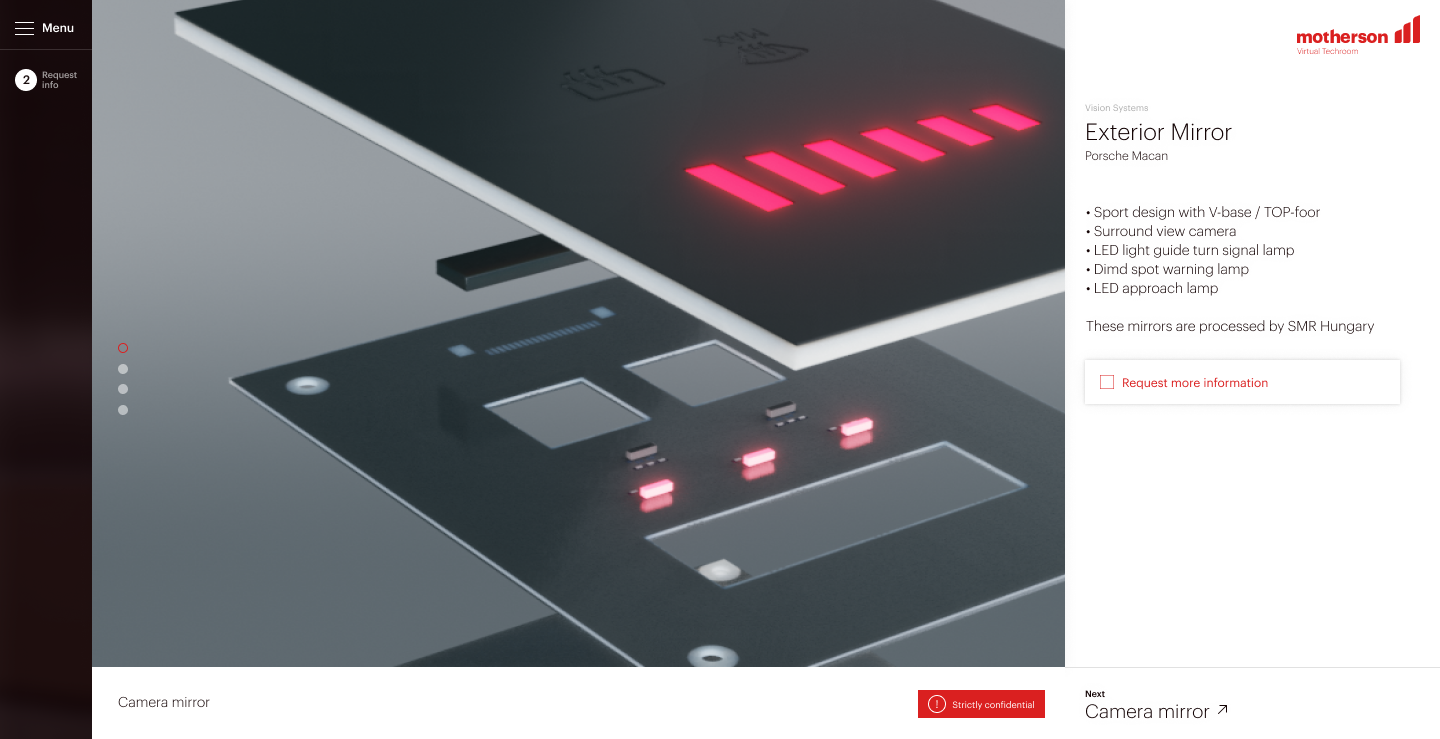 Menu
2
Request
info
motherson
Virtual Techroom
Vision Systems
Exterior Mirror
Porsche Macan
• Sport design with V-base / TOP-foor
• Surround view camera
• LED light guide turn signal lamp
• Dimd spot warning lamp
• LED approach lamp
These mirrors are processed by SMR Hungary
Request more information
Camera mirror
! Strictly confidential
Next
Camera mirror